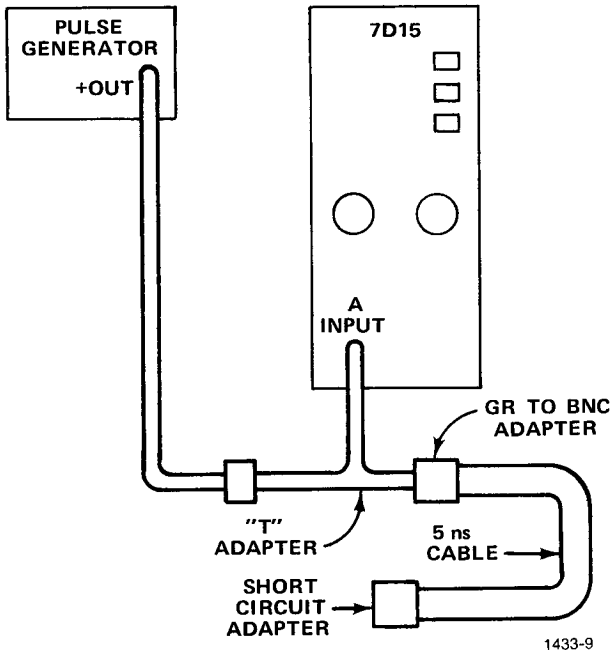 PULSE
GENERATOR
+OUT
7D15
A
INPUT
GR TO BNC
ADAPTER
"T"
ADAPTER
5 ns
CABLE
SHORT
CIRCUIT
ADAPTER
1433-9